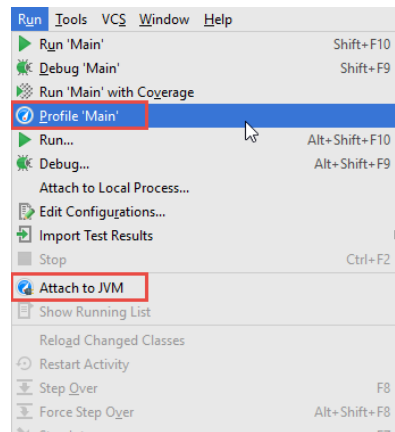 Run Tools VCS Window Help
Run 'Main' Shift+F10
Debug 'Main' Shift+F9
Run 'Main' with Coverage
Profile 'Main'
Run... Alt+Shift+F10
Debug... Alt+Shift+F9
Attach to Local Process...
Edit Configurations...
Import Test Results
Stop Ctrl+F2
Attach to JVM
Show Running List
Reload Changed Classes
Restart Activity
Step Over F8
Force Step Over Alt+Shift+F8